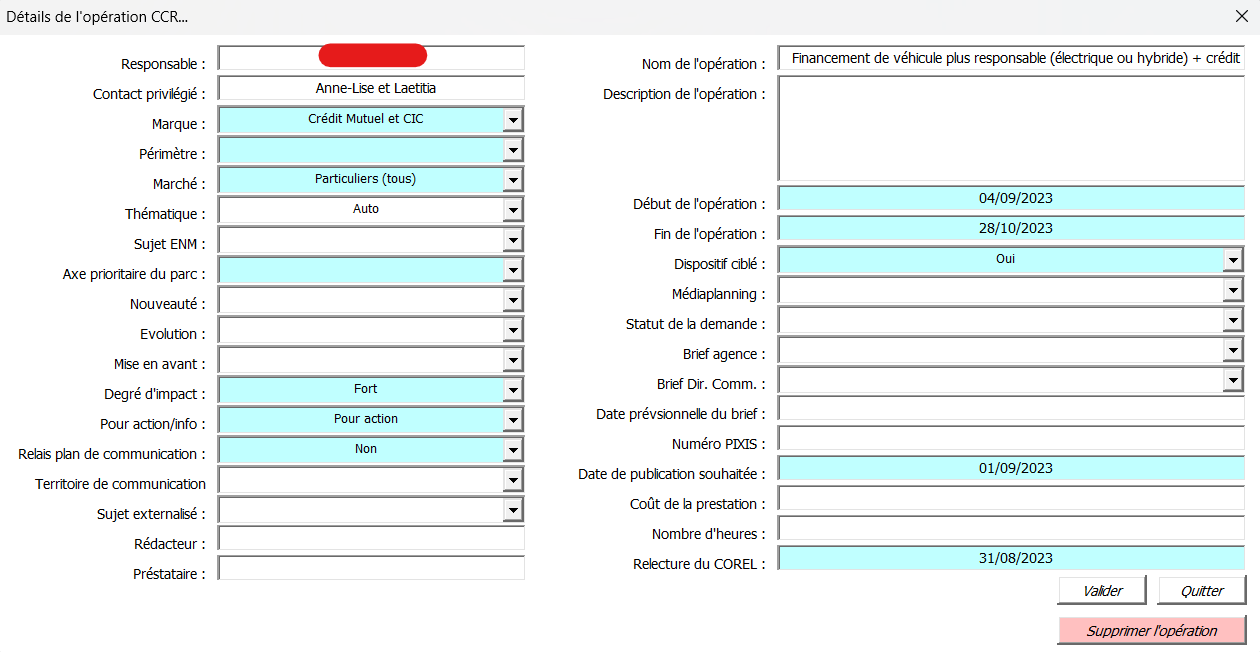 Détails de l'opération CCR...
Responsable :
Contact privilégié : Anne-Lise et Laetitia
Marque : Crédit Mutuel et CIC
Périmètre :
Marché : Particuliers (tous)
Thématique : Auto
Sujet ENM :
Axe prioritaire du parc :
Nouveauté :
Evolution :
Mise en avant :
Degré d'impact : Fort
Pour action/info : Pour action
Relais plan de communication : Non
Territoire de communication
Sujet externalisé :
Rédacteur :
Préstataire :
Nom de l'opération : Financement de véhicule plus responsable (électrique ou hybride) + crédit
Description de l'opération :
Début de l'opération : 04/09/2023
Fin de l'opération : 28/10/2023
Dispositif ciblé : Oui
Médiaplanning :
Statut de la demande :
Brief agence :
Brief Dir. Comm. :
Date prévsionnelle du brief :
Numéro PIXIS :
Date de publication souhaitée : 01/09/2023
Coût de la prestation :
Nombre d'heures :
Relecture du COREL : 31/08/2023
Valider Quitter
Supprimer l'opération